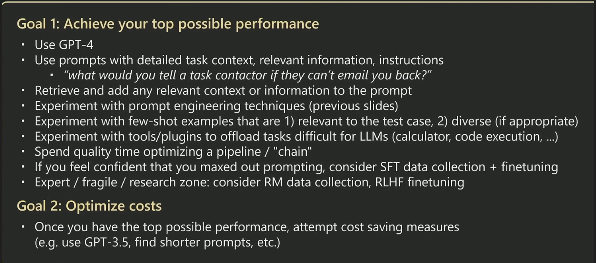 Goal 1: Achieve your top possible performance
• Use GPT-4
• Use prompts with detailed task context, relevant information, instructions
• "what would you tell a task contactor if they can't email you back?"
• Retrieve and add any relevant context or information to the prompt
• Experiment with prompt engineering techniques (previous slides)
• Experiment with few-shot examples that are 1) relevant to the test case, 2) diverse (if appropriate)
• Experiment with tools/plugins to offload tasks difficult for LLMs (calculator, code execution, ...)
• Spend quality time optimizing a pipeline / "chain"
• If you feel confident that you maxed out prompting, consider SFT data collection + finetuning
• Expert / fragile / research zone: consider RM data collection, RLHF finetuning
Goal 2: Optimize costs
• Once you have the top possible performance, attempt cost saving measures
(e.g. use GPT-3.5, find shorter prompts, etc.)